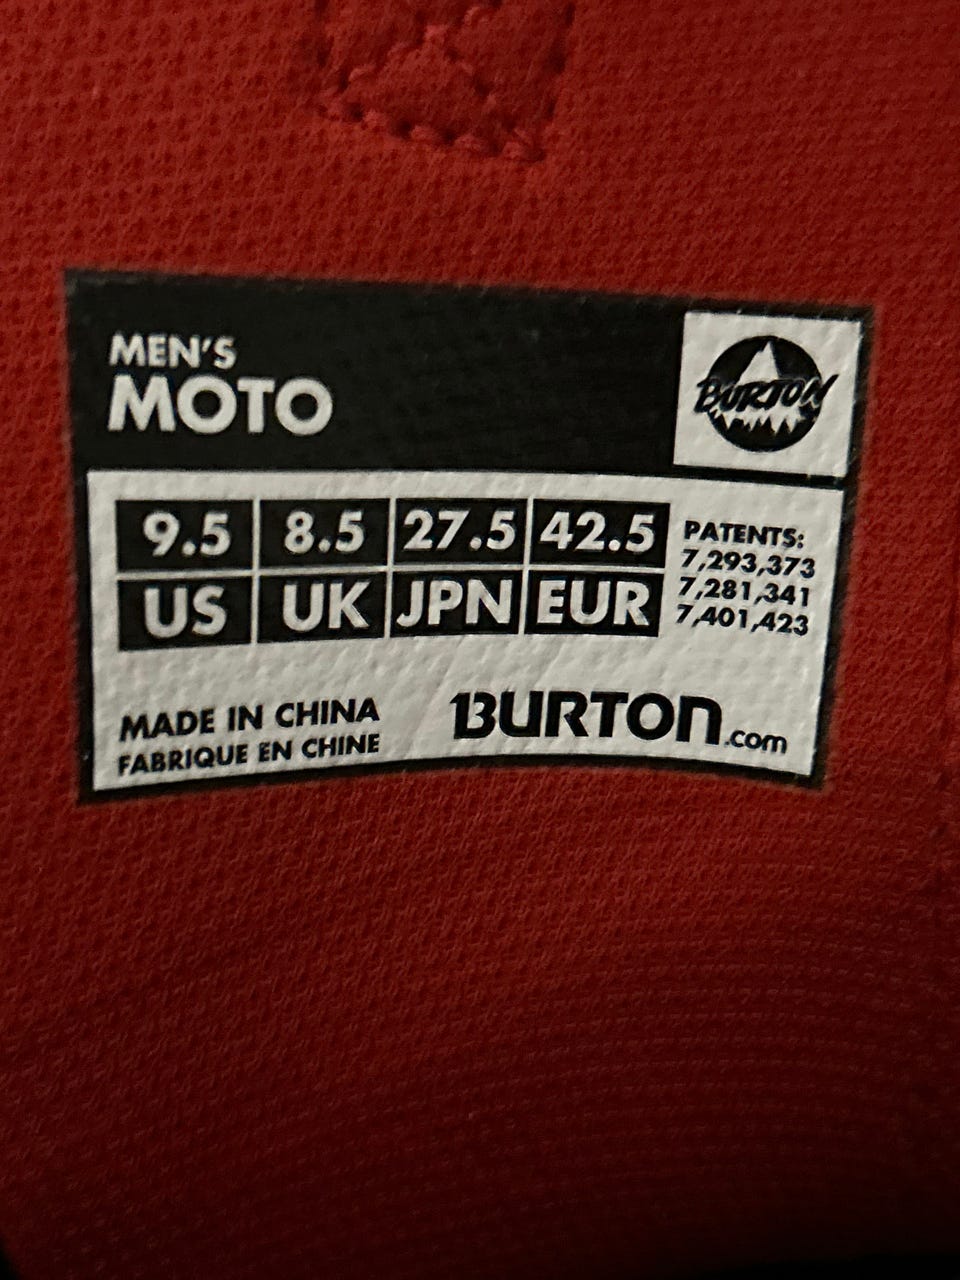 MEN'S
MOTO
BURTON
9.5 8.5 27.5 42.5
US UK JPN EUR
PATENTS:
7,293,373
7,281,341
7,401,423
MADE IN CHINA
FABRIQUE EN CHINE
BURTON.com